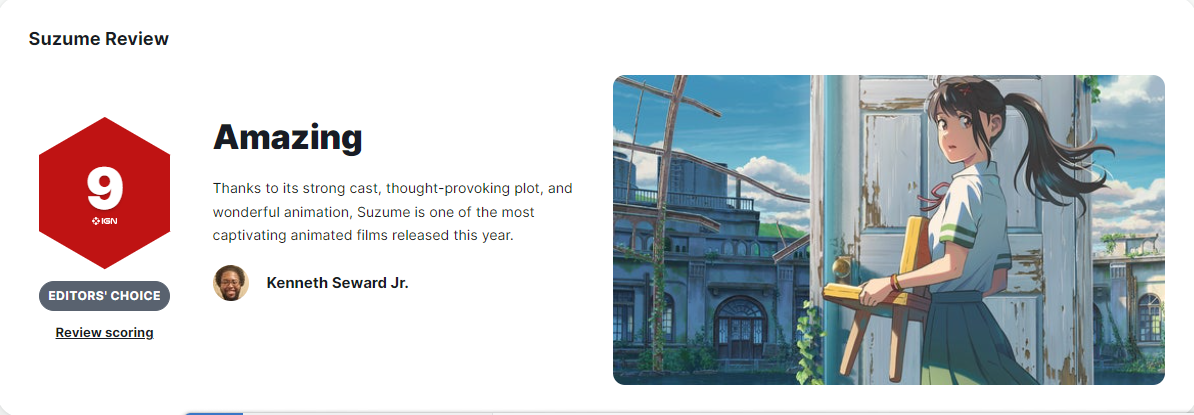 Suzume Review
9
IGN
EDITORS' CHOICE
Review scoring
Amazing
Thanks to its strong cast, thought-provoking plot, and
wonderful animation, Suzume is one of the most
captivating animated films released this year.
Kenneth Seward Jr.